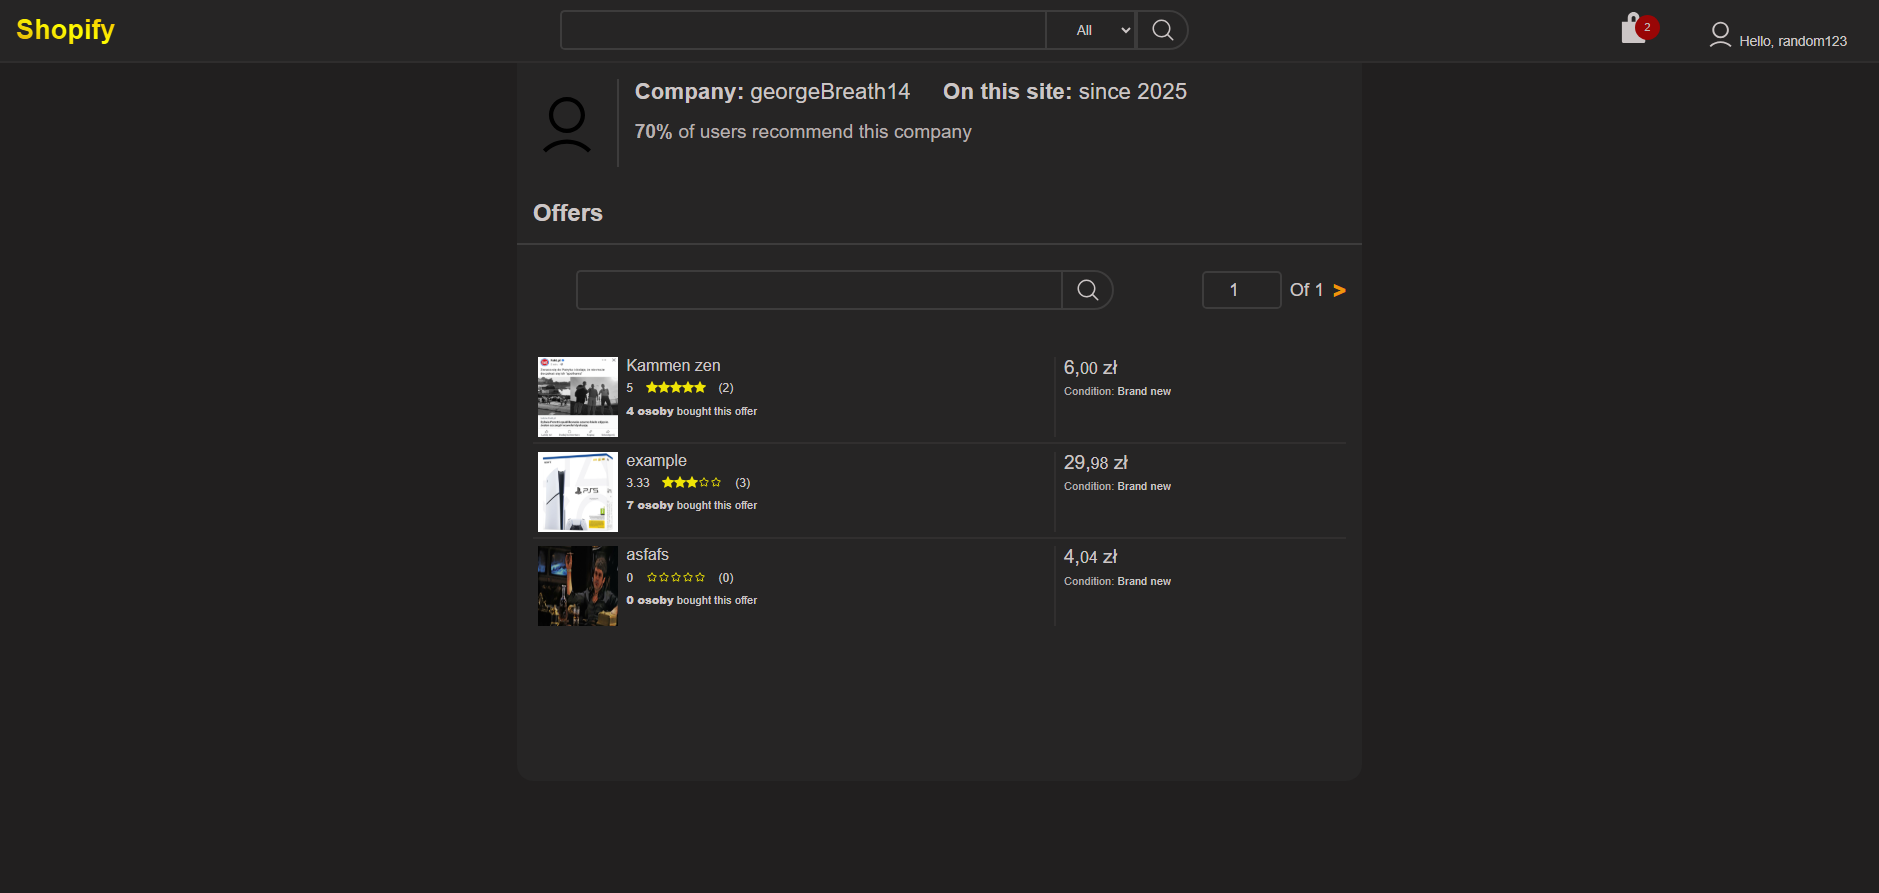 Shopify
All
2
Hello, random123
Company: georgeBreath14 On this site: since 2025
70% of users recommend this company
Offers
1 Of 1 >
Kammen zen
5 (2)
4 osoby bought this offer
6,00 zł
Condition: Brand new
example
3.33 (3)
7 osoby bought this offer
29,98 zł
Condition: Brand new
PS5
asfafs
0 (0)
0 osoby bought this offer
4,04 zł
Condition: Brand new